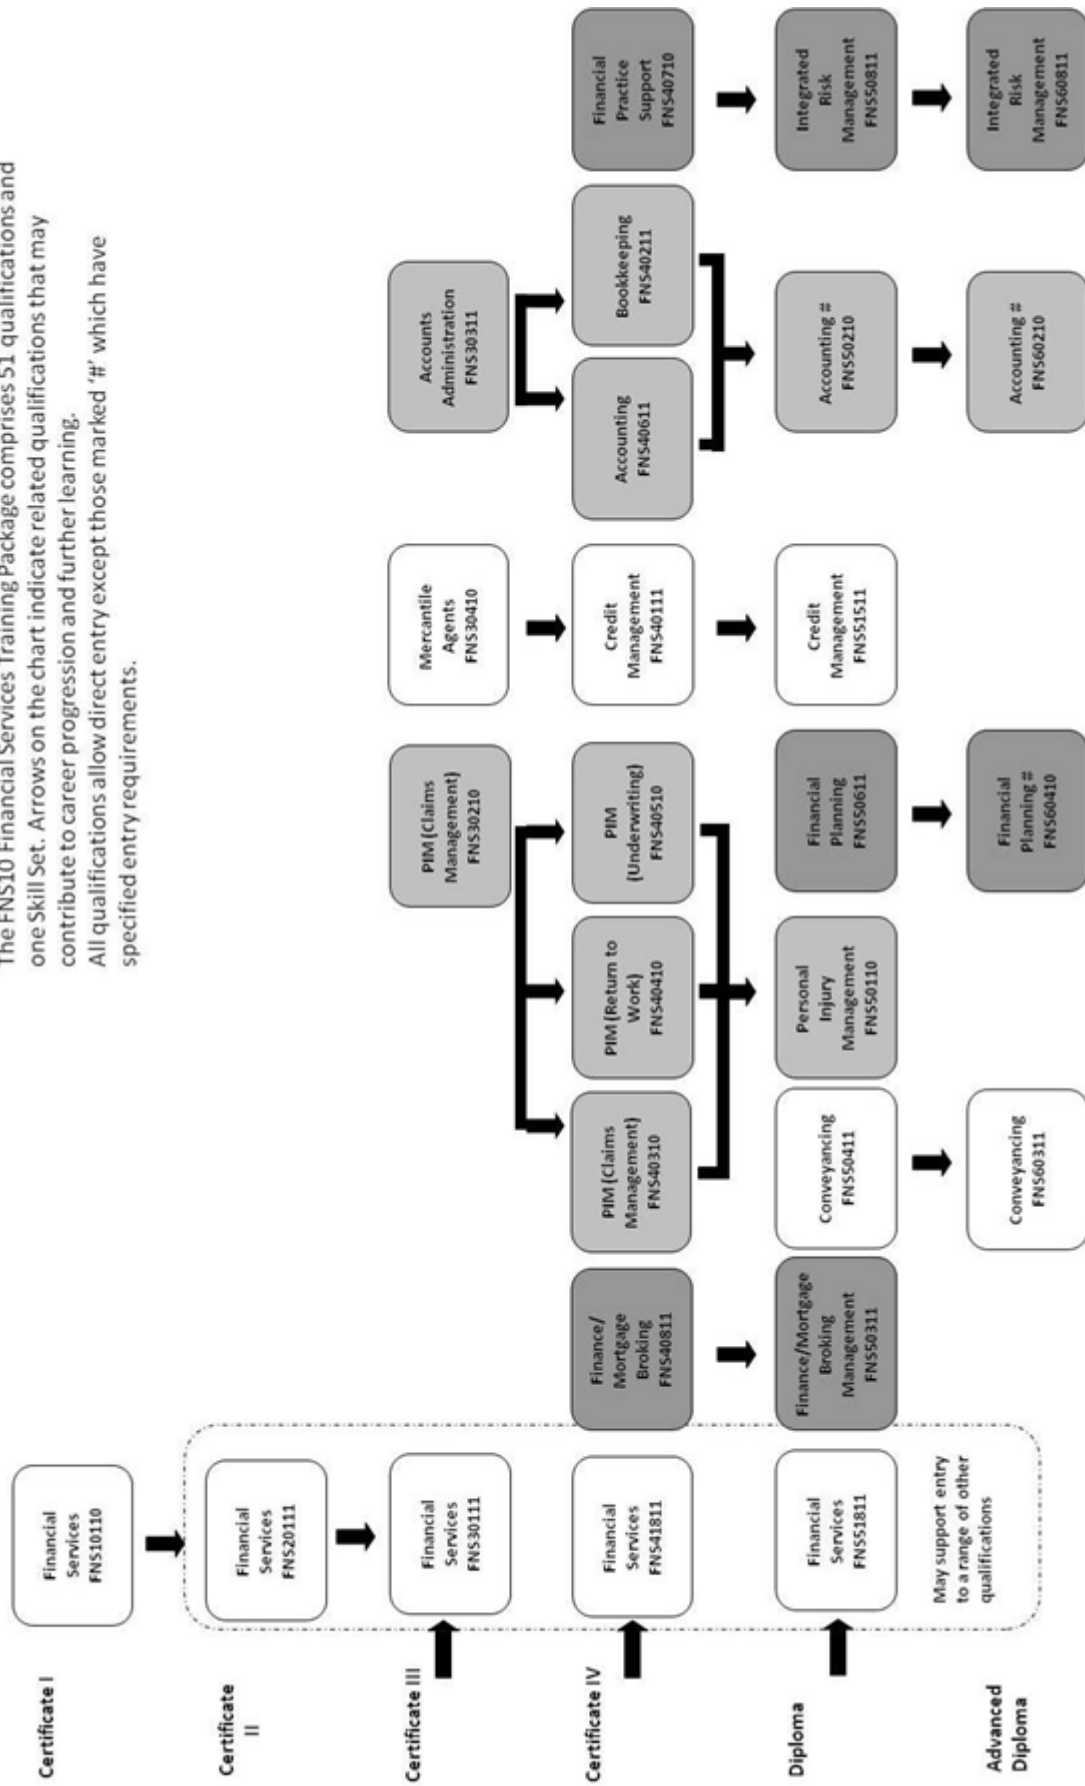 The FNS10 Financial Services Training Package comprises 51 qualifications and
one Skill Set. Arrows on the chart indicate related qualifications that may
contribute to career progression and further learning.
All qualifications allow direct entry except those marked ‘#’ which have
specified entry requirements.
Certificate I
Financial
Services
FNS10110
Certificate
II
Financial
Services
FNS20111
Certificate III
Financial
Services
FNS30111
PIM (Claims
Management)
FNS30210
Mercantile
Agents
FNS30410
Accounts
Administration
FNS30311
Certificate IV
Financial
Services
FNS41811
Finance/
Mortgage
Broking
FNS40811
PIM (Claims
Management)
FNS40310
PIM (Return to
Work)
FNS40410
PIM
(Underwriting)
FNS40510
Credit
Management
FNS40111
Accounting
FNS40611
Bookkeeping
FNS40211
Financial
Practice
Support
FNS40710
Diploma
Financial
Services
FNS51811
Finance/Mortgage
Broking
Management
FNS50311
Conveyancing
FNS50411
Personal
Injury
Management
FNS50110
Financial
Planning
FNS50611
Credit
Management
FNS51511
Accounting #
FNS50210
Integrated
Risk
Management
FNS50811
Advanced
Diploma
May support entry
to a range of other
qualifications
Conveyancing
FNS60311
Financial
Planning #
FNS60410
Accounting #
FNS60210
Integrated
Risk
Management
FNS60811